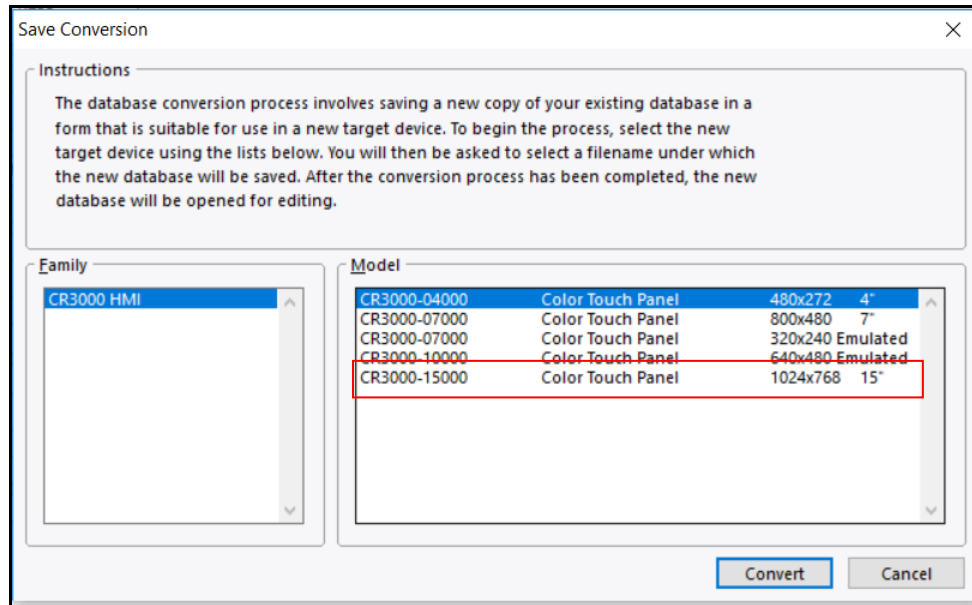 Save Conversion
Instructions
The database conversion process involves saving a new copy of your existing database in a
form that is suitable for use in a new target device. To begin the process, select the new
target device using the lists below. You will then be asked to select a filename under which
the new database will be saved. After the conversion process has been completed, the new
database will be opened for editing.
Family
CR3000 HMI
Model
CR3000-04000 Color Touch Panel 480x272 4"
CR3000-07000 Color Touch Panel 800x480 7"
CR3000-07000 Color Touch Panel 320x240 Emulated
CR3000-10000 Color Touch Panel 640x480 Emulated
CR3000-15000 Color Touch Panel 1024x768 15"
Convert Cancel